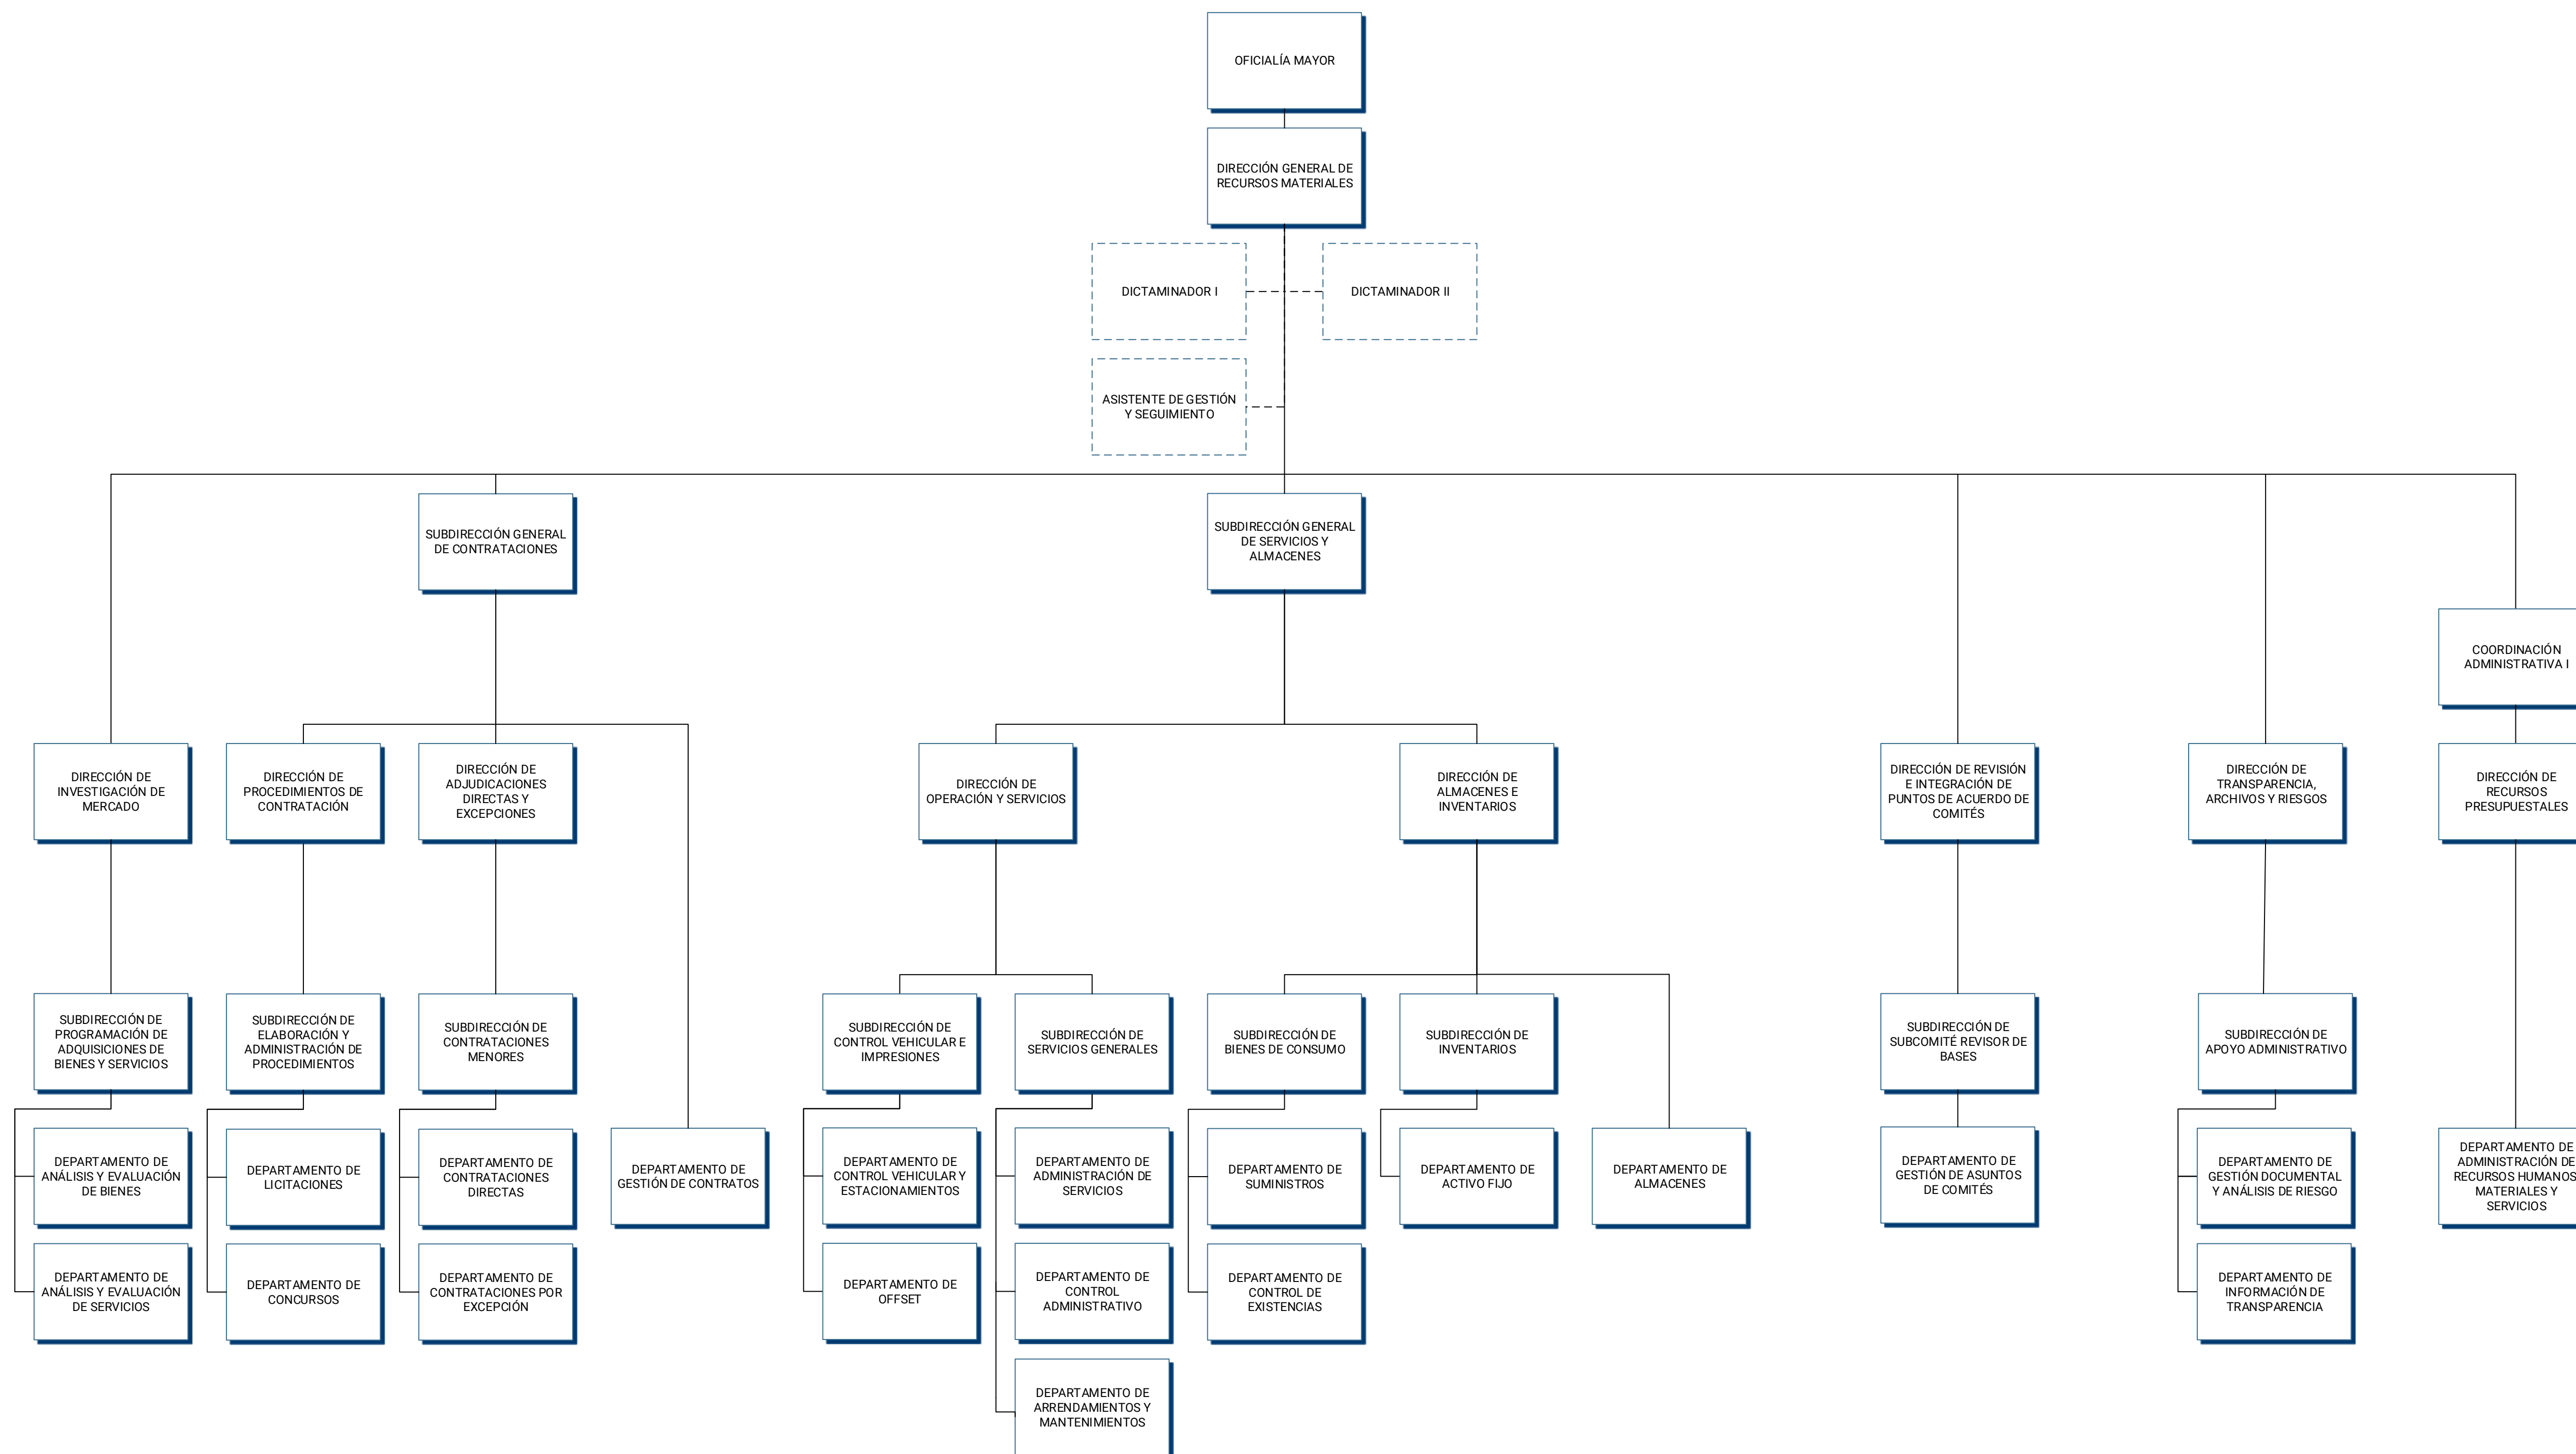 OFICIALÍA MAYOR
DIRECCIÓN GENERAL DE
RECURSOS MATERIALES
DICTAMINADOR I
DICTAMINADOR II
ASISTENTE DE GESTIÓN
Y SEGUIMIENTO
SUBDIRECCIÓN GENERAL
DE CONTRATACIONES
SUBDIRECCIÓN GENERAL
DE SERVICIOS Y
ALMACENES
COORDINACIÓN
ADMINISTRATIVA I
DIRECCIÓN DE
INVESTIGACIÓN DE
MERCADO
DIRECCIÓN DE
PROCEDIMIENTOS DE
CONTRATACIÓN
DIRECCIÓN DE
ADJUDICACIONES
DIRECTAS Y
EXCEPCIONES
DIRECCIÓN DE
OPERACIÓN Y SERVICIOS
DIRECCIÓN DE
ALMACENES E
INVENTARIOS
DIRECCIÓN DE REVISIÓN
E INTEGRACIÓN DE
PUNTOS DE ACUERDO DE
COMITÉS
DIRECCIÓN DE
TRANSPARENCIA,
ARCHIVOS Y RIESGOS
DIRECCIÓN DE
RECURSOS
PRESUPUESTALES
SUBDIRECCIÓN DE
PROGRAMACIÓN DE
ADQUISICIONES DE
BIENES Y SERVICIOS
SUBDIRECCIÓN DE
ELABORACIÓN Y
ADMINISTRACIÓN DE
PROCEDIMIENTOS
SUBDIRECCIÓN DE
CONTRATACIONES
MENORES
SUBDIRECCIÓN DE
CONTROL VEHICULAR E
IMPRESIONES
SUBDIRECCIÓN DE
SERVICIOS GENERALES
SUBDIRECCIÓN DE
BIENES DE CONSUMO
SUBDIRECCIÓN DE
INVENTARIOS
SUBDIRECCIÓN DE
SUBCOMITÉ REVISOR DE
BASES
SUBDIRECCIÓN DE
APOYO ADMINISTRATIVO
DEPARTAMENTO DE
ANÁLISIS Y EVALUACIÓN
DE BIENES
DEPARTAMENTO DE
LICITACIONES
DEPARTAMENTO DE
CONTRATACIONES
DIRECTAS
DEPARTAMENTO DE
GESTIÓN DE CONTRATOS
DEPARTAMENTO DE
CONTROL VEHICULAR Y
ESTACIONAMIENTOS
DEPARTAMENTO DE
ADMINISTRACIÓN DE
SERVICIOS
DEPARTAMENTO DE
SUMINISTROS
DEPARTAMENTO DE
ACTIVO FIJO
DEPARTAMENTO DE
ALMACENES
DEPARTAMENTO DE
GESTIÓN DE ASUNTOS
DE COMITÉS
DEPARTAMENTO DE
GESTIÓN DOCUMENTAL
Y ANÁLISIS DE RIESGO
DEPARTAMENTO DE
ADMINISTRACIÓN DE
RECURSOS HUMANOS
MATERIALES Y
SERVICIOS
DEPARTAMENTO DE
ANÁLISIS Y EVALUACIÓN
DE SERVICIOS
DEPARTAMENTO DE
CONCURSOS
DEPARTAMENTO DE
CONTRATACIONES POR
EXCEPCIÓN
DEPARTAMENTO DE
OFFSET
DEPARTAMENTO DE
CONTROL
ADMINISTRATIVO
DEPARTAMENTO DE
CONTROL DE
EXISTENCIAS
DEPARTAMENTO DE
INFORMACIÓN DE
TRANSPARENCIA
DEPARTAMENTO DE
ARRENDAMIENTOS Y
MANTENIMIENTOS